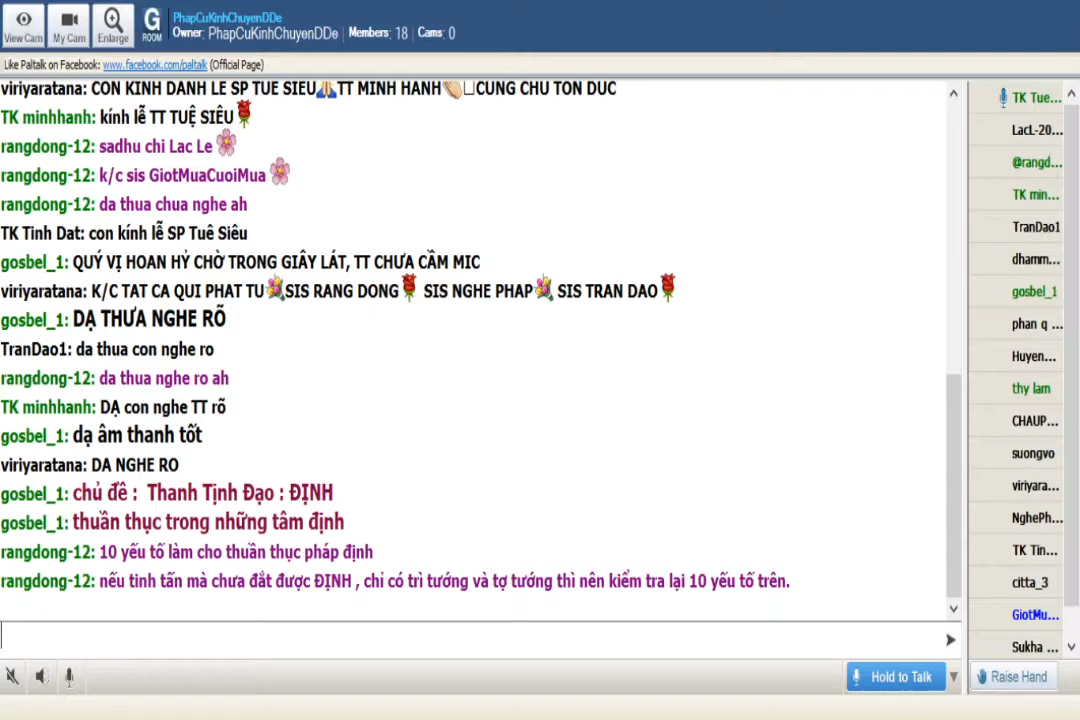 View Cam
My Cam
Enlarge
G
ROOM
PhapCuKinhChuyenDDe
Owner: PhapCuKinhChuyenDDe | Members: 18 | Cams: 0
Like Paltalk on Facebook: www.facebook.com/paltalk (Official Page)
viriyaratana: CON KINH DANH LE SP TUE SIEU🙏TT MINH HANH👏□CUNG CHU TON DUC
TK minhhanh: kính lễ TT TUỆ SIÊU🌹
rangdong-12: sadhu chi Lac Le 🌸
rangdong-12: k/c sis GiotMuaCuoiMua 🌸
rangdong-12: da thua chua nghe ah
TK Tinh Dat: con kính lễ SP Tuê Siêu
gosbel_1: QUÝ VỊ HOAN HỶ CHỜ TRONG GIÂY LÁT, TT CHƯA CẦM MIC
viriyaratana: K/C TAT CA QUI PHAT TU💐SIS RANG DONG🌹 SIS NGHE PHAP💐 SIS TRAN DAO🌹
gosbel_1: DẠ THƯA NGHE RÕ
TranDao1: da thua con nghe ro
rangdong-12: da thua nghe ro ah
TK minhhanh: DẠ con nghe TT rõ
gosbel_1: dạ âm thanh tốt
viriyaratana: DA NGHE RO
gosbel_1: chủ đề : Thanh Tịnh Đạo : ĐỊNH
gosbel_1: thuần thục trong những tâm định
rangdong-12: 10 yếu tố làm cho thuần thục pháp định
rangdong-12: nếu tinh tấn mà chưa đắt được ĐỊNH , chỉ có trì tướng và tợ tướng thì nên kiểm tra lại 10 yếu tố trên.
TK Tue...
LacL-20...
@rangd...
TK min...
TranDao1
dhamm...
gosbel_1
phan q ...
Huyen...
thy lam
CHAUP...
suongvo
viriyara...
NghePh...
TK Tin...
citta_3
GiotMu...
Sukha ...
Hold to Talk
Raise Hand